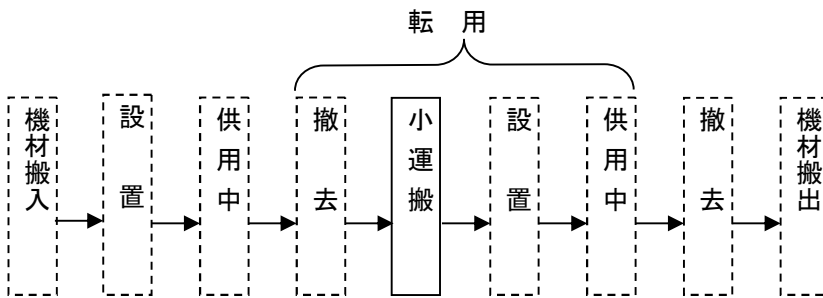 転 用
機材搬入
設置
供用中
撤去
小運搬
設置
供用中
撤去
機材搬出